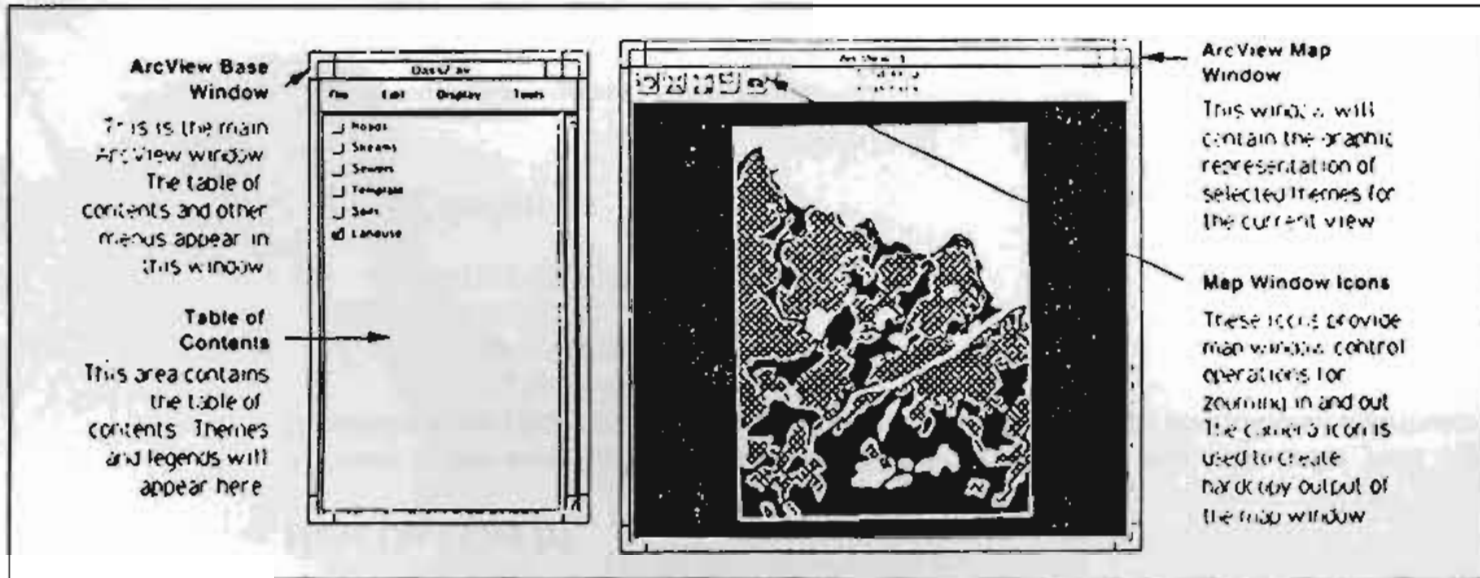 ArcView Base
Window
This is the main
ArcView window
The table of
contents and other
menus appear in
this window
Table of
Contents
This area contains
the table of
contents. Themes
and legends will
appear here
File Edit Display Tools
Roads
Streams
Sewers
Template
Soils
Landuse
ArcView Map
Window
This window will
contain the graphic
representation of
selected themes for
the current view
Map Window Icons
These icons provide
map window control
operations for
zooming in and out
The camera icon is
used to create
hardcopy output of
the map window